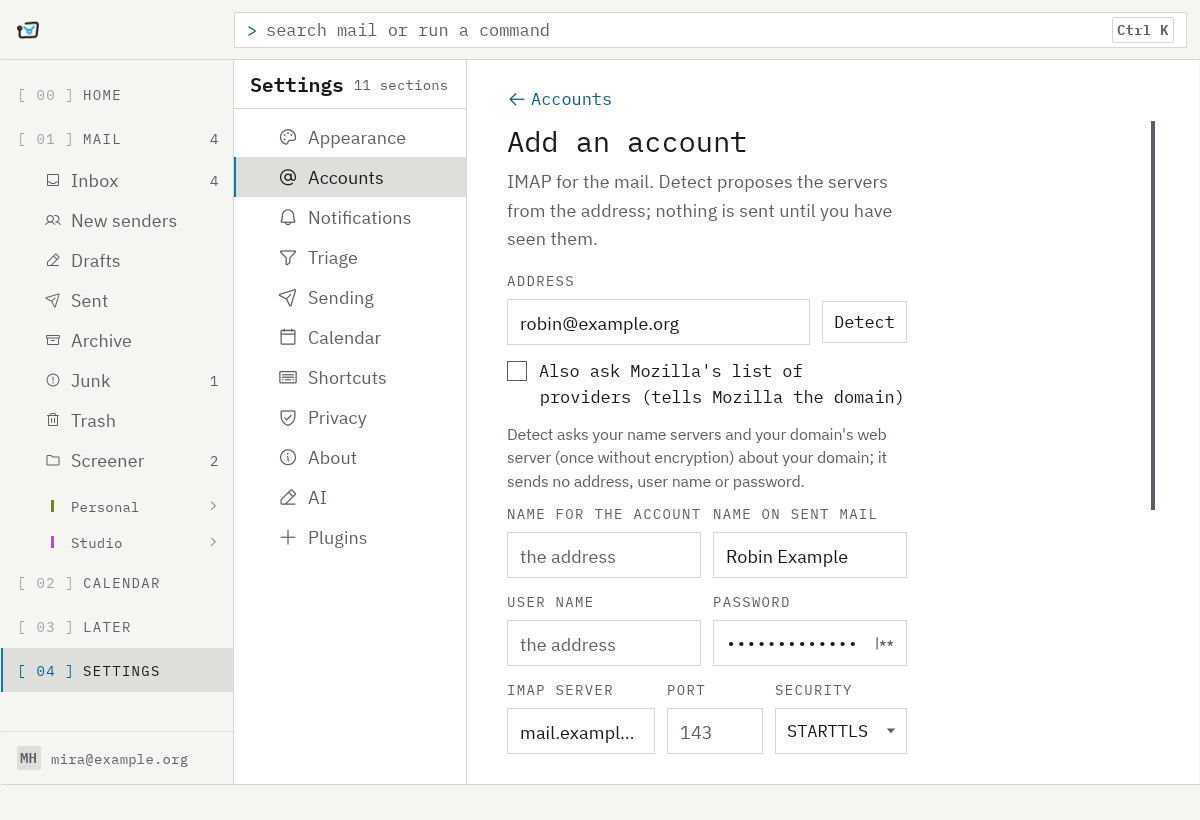 > search mail or run a command
Ctrl K
[ 00 ] HOME
[ 01 ] MAIL 4
Inbox 4
New senders
Drafts
Sent
Archive
Junk 1
Trash
Screener 2
Personal
Studio
[ 02 ] CALENDAR
[ 03 ] LATER
[ 04 ] SETTINGS
MH mira@example.org
Settings 11 sections
Appearance
Accounts
Notifications
Triage
Sending
Calendar
Shortcuts
Privacy
About
AI
Plugins
← Accounts
Add an account
IMAP for the mail. Detect proposes the servers
from the address; nothing is sent until you have
seen them.
ADDRESS
robin@example.org
Detect
Also ask Mozilla's list of
providers (tells Mozilla the domain)
Detect asks your name servers and your domain's web
server (once without encryption) about your domain; it
sends no address, user name or password.
NAME FOR THE ACCOUNT NAME ON SENT MAIL
the address Robin Example
USER NAME PASSWORD
the address ••••••••••••• |**
IMAP SERVER PORT SECURITY
mail.exampl... 143 STARTTLS